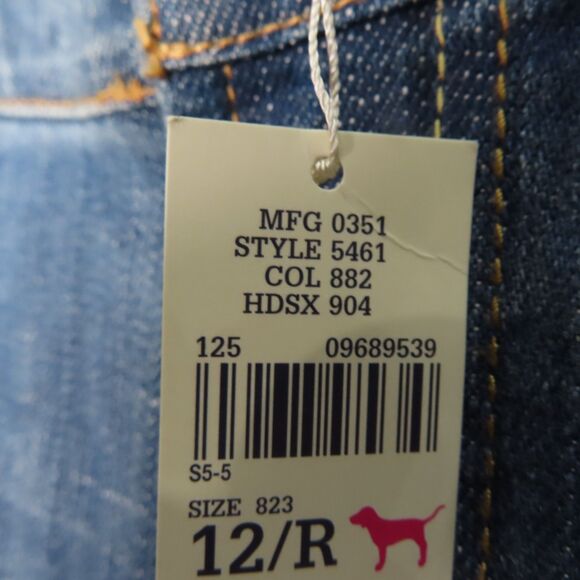 MFG 0351
STYLE 5461
COL 882
HDSX 904
125 09689539
S5-5
SIZE 823
12/R